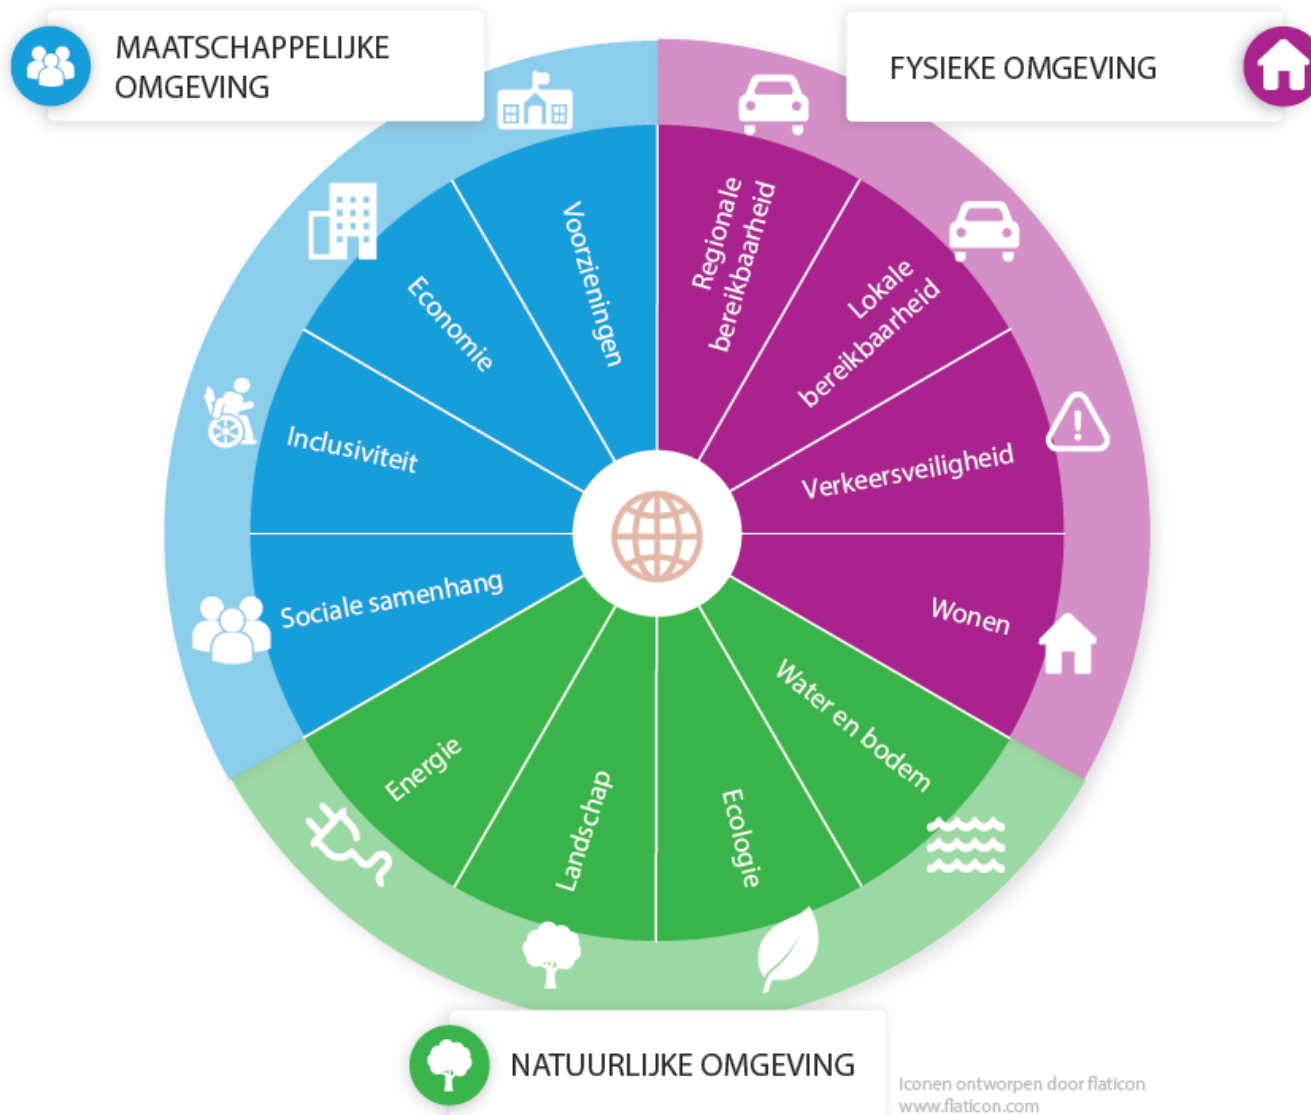 MAATSCHAPPELIJKE
OMGEVING
FYSIEKE OMGEVING
Voorzieningen
Economie
Inclusiviteit
Sociale samenhang
Regionale
bereikbaarheid
Lokale
bereikbaarheid
Verkeersveiligheid
Wonen
Water en bodem
Ecologie
Landschap
Energie
NATUURLIJKE OMGEVING
Iconen ontworpen door flaticon
www.flaticon.com